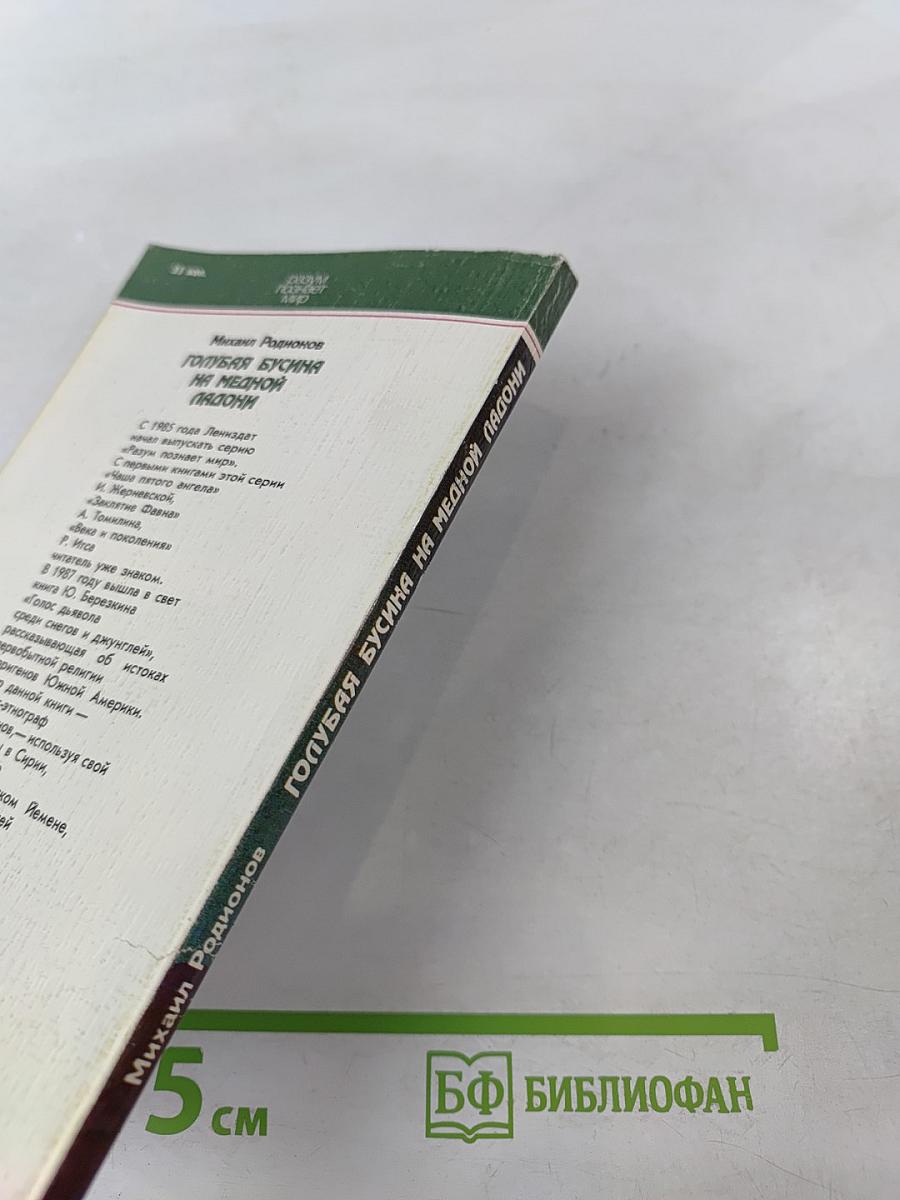 РАЗУМ
ПОЗНАЕТ
МИР
Михаил Родионов
ГОЛУБАЯ БУСИНА
НА МЕДНОЙ
ЛАДОНИ
С 1985 года Лениздат
начал выпускать серию
«Разум познает мир».
С первыми книгами этой серии
«Чаша пятого ангела»
И. Жерневской,
«Заклятие Фавна»
А. Томилина,
«Века и поколения»
Р. Итса
читатель уже знаком.
В 1987 году вышла в свет
книга Ю. Березкина
«Голос дьявола
среди снегов и джунглей»,
рассказывающая об истоках
первобытной религии
Южной Америки.
данной книги —
этнограф
используя свой
в Сирии,
Йемене,
Михаил Родионов ГОЛУБАЯ БУСИНА НА МЕДНОЙ ЛАДОНИ
5 см
БФ БИБЛИОФАН